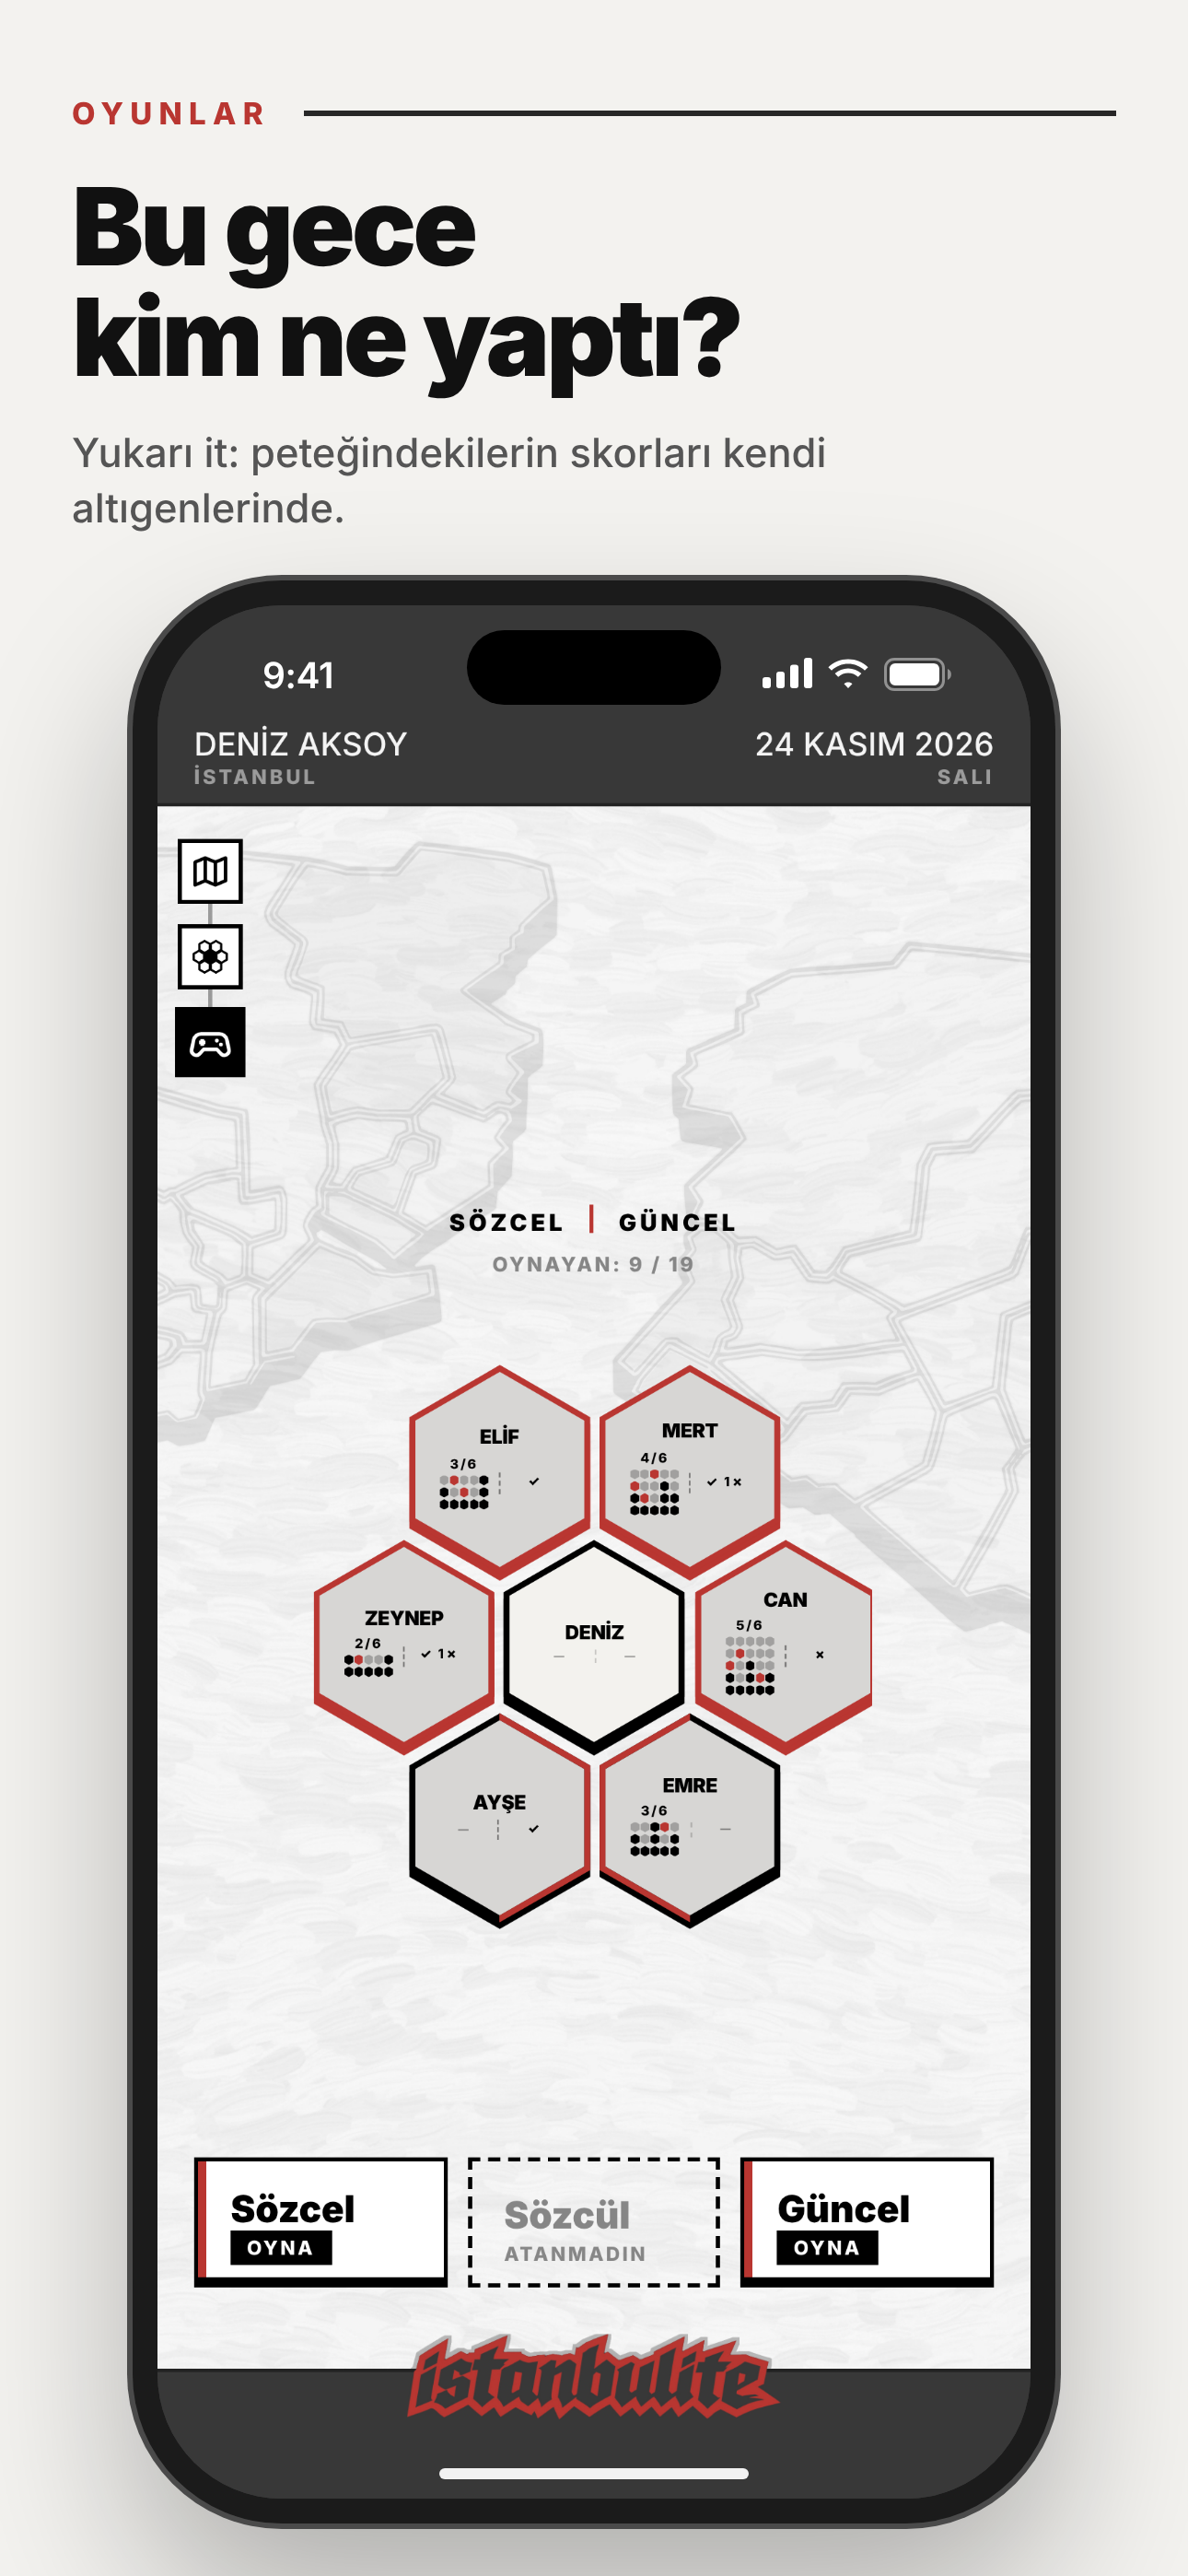 OYUNLAR
Bu gece
kim ne yaptı?
Yukarı it: peteğindekilerin skorları kendi
altıgenlerinde.
9:41
DENİZ AKSOY 24 KASIM 2026
İSTANBUL SALI
SÖZCEL | GÜNCEL
OYNAYAN: 9 / 19
ELİF MERT
3/6 ✓ 4/6 ✓ 1×
ZEYNEP DENİZ CAN
2/6 ✓ 1× – – 5/6 ×
AYŞE EMRE
– ✓ 3/6 –
Sözcel Sözcül Güncel
OYNA ATANMADIN OYNA
istanbulite